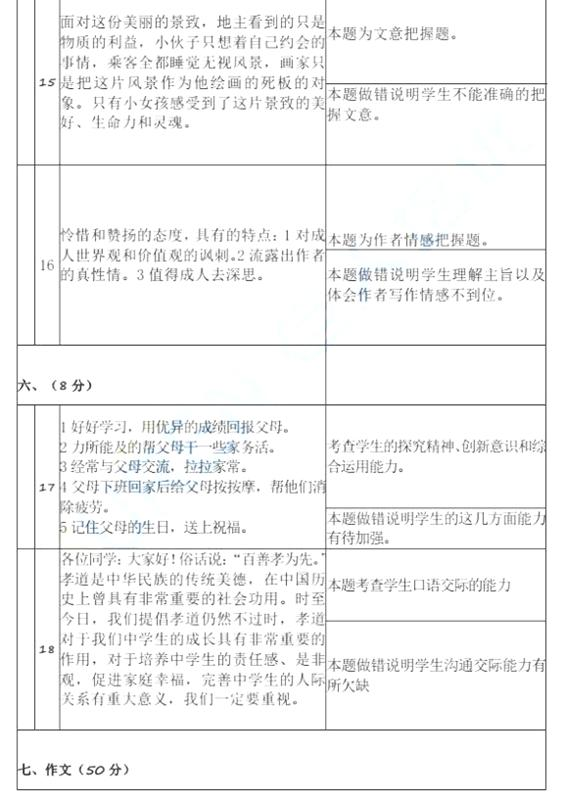 15
面对这份美丽的景致，地主看到的只是
物质的利益，小伙子只想着自己约会的
事情，乘客全都睡觉无视风景，画家只
是把这片风景作为他绘画的死板的对
象。只有小女孩感受到了这片景致的美
好、生命力和灵魂。
本题为文意把握题。
本题做错说明学生不能准确的把
握文意。
16
怜惜和赞扬的态度，具有的特点：1 对成
人世界观和价值观的讽刺。2 流露出作者
的真性情。3 值得成人去深思。
本题为作者情感把握题。
本题做错说明学生理解主旨以及
体会作者写作情感不到位。
六、（8 分）
17
1 好好学习，用优异的成绩回报父母。
2 力所能及的帮父母干一些家务活。
3 经常与父母交流，拉拉家常。
4 父母下班回家后给父母按按摩，帮他们消
除疲劳。
5 记住父母的生日，送上祝福。
考查学生的探究精神、创新意识和综
合运用能力。
本题做错说明学生的这几方面能力
有待加强。
18
各位同学：大家好！俗话说：“百善孝为先。”
孝道是中华民族的传统美德，在中国历
史上曾具有非常重要的社会功用。时至
今日，我们提倡孝道仍然不过时，孝道
对于我们中学生的成长具有非常重要的
作用，对于培养中学生的责任感、是非
观，促进家庭幸福，完善中学生的人际
关系有重大意义，我们一定要重视。
本题考查学生口语交际的能力
本题做错说明学生沟通交际能力有
所欠缺
七、作文（50 分）